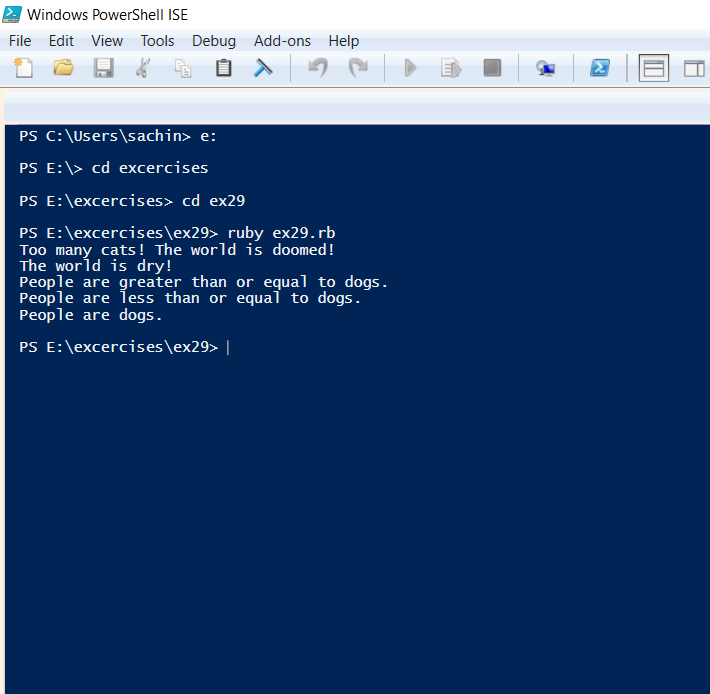 Windows PowerShell ISE
File Edit View Tools Debug Add-ons Help
PS C:\Users\sachin> e:
PS E:\> cd excercises
PS E:\excercises> cd ex29
PS E:\excercises\ex29> ruby ex29.rb
Too many cats! The world is doomed!
The world is dry!
People are greater than or equal to dogs.
People are less than or equal to dogs.
People are dogs.
PS E:\excercises\ex29>